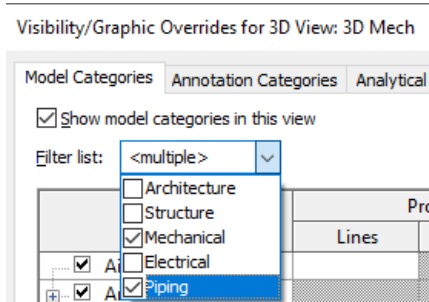 Visibility/Graphic Overrides for 3D View: 3D Mech
Model Categories Annotation Categories Analytical
Show model categories in this view
Filter list: <multiple>
Architecture
Structure
Mechanical
Electrical
Piping
Lines